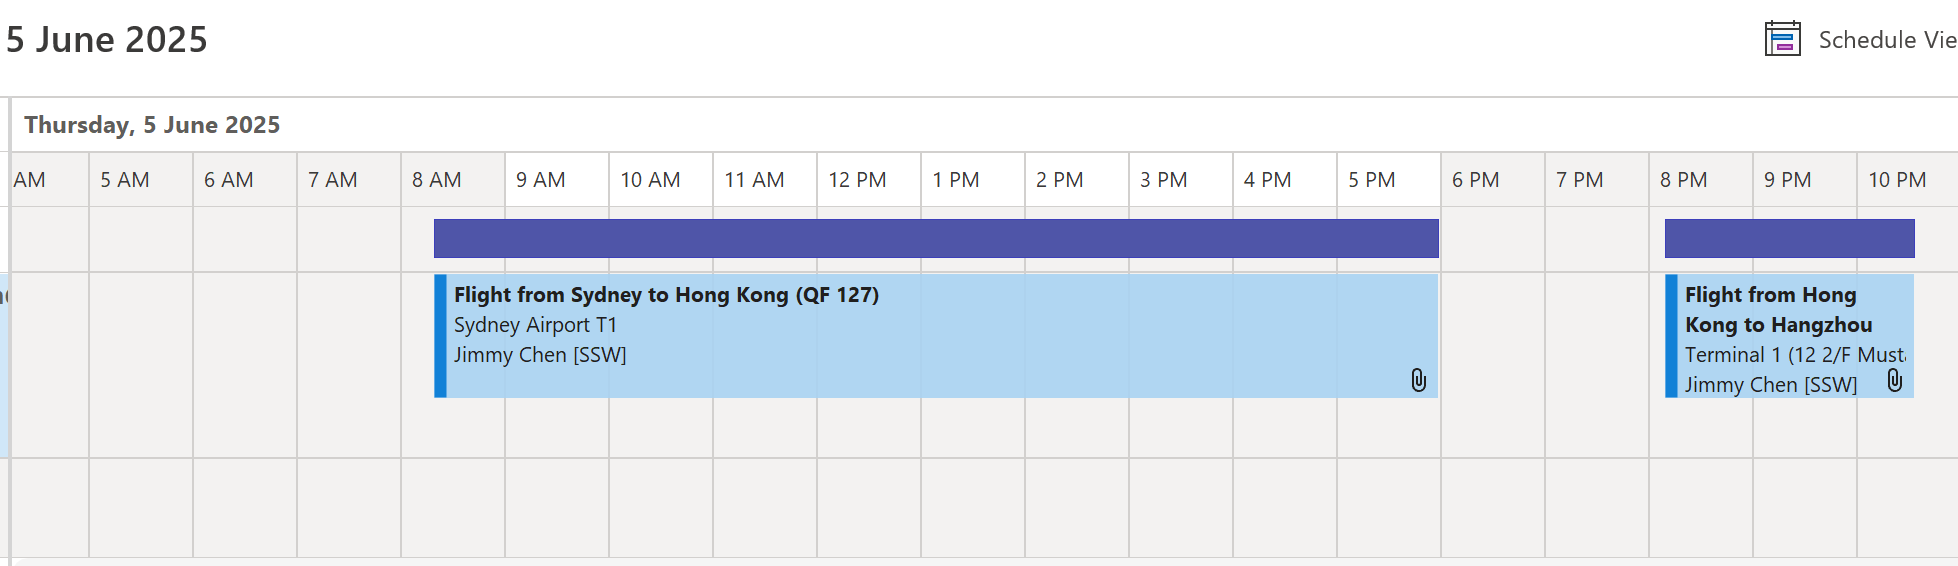 5 June 2025
Schedule Vie
Thursday, 5 June 2025
AM
5 AM
6 AM
7 AM
8 AM
9 AM
10 AM
11 AM
12 PM
1 PM
2 PM
3 PM
4 PM
5 PM
6 PM
7 PM
8 PM
9 PM
10 PM
Flight from Sydney to Hong Kong (QF 127)
Sydney Airport T1
Jimmy Chen [SSW]
Flight from Hong
Kong to Hangzhou
Terminal 1 (12 2/F Must
Jimmy Chen [SSW]